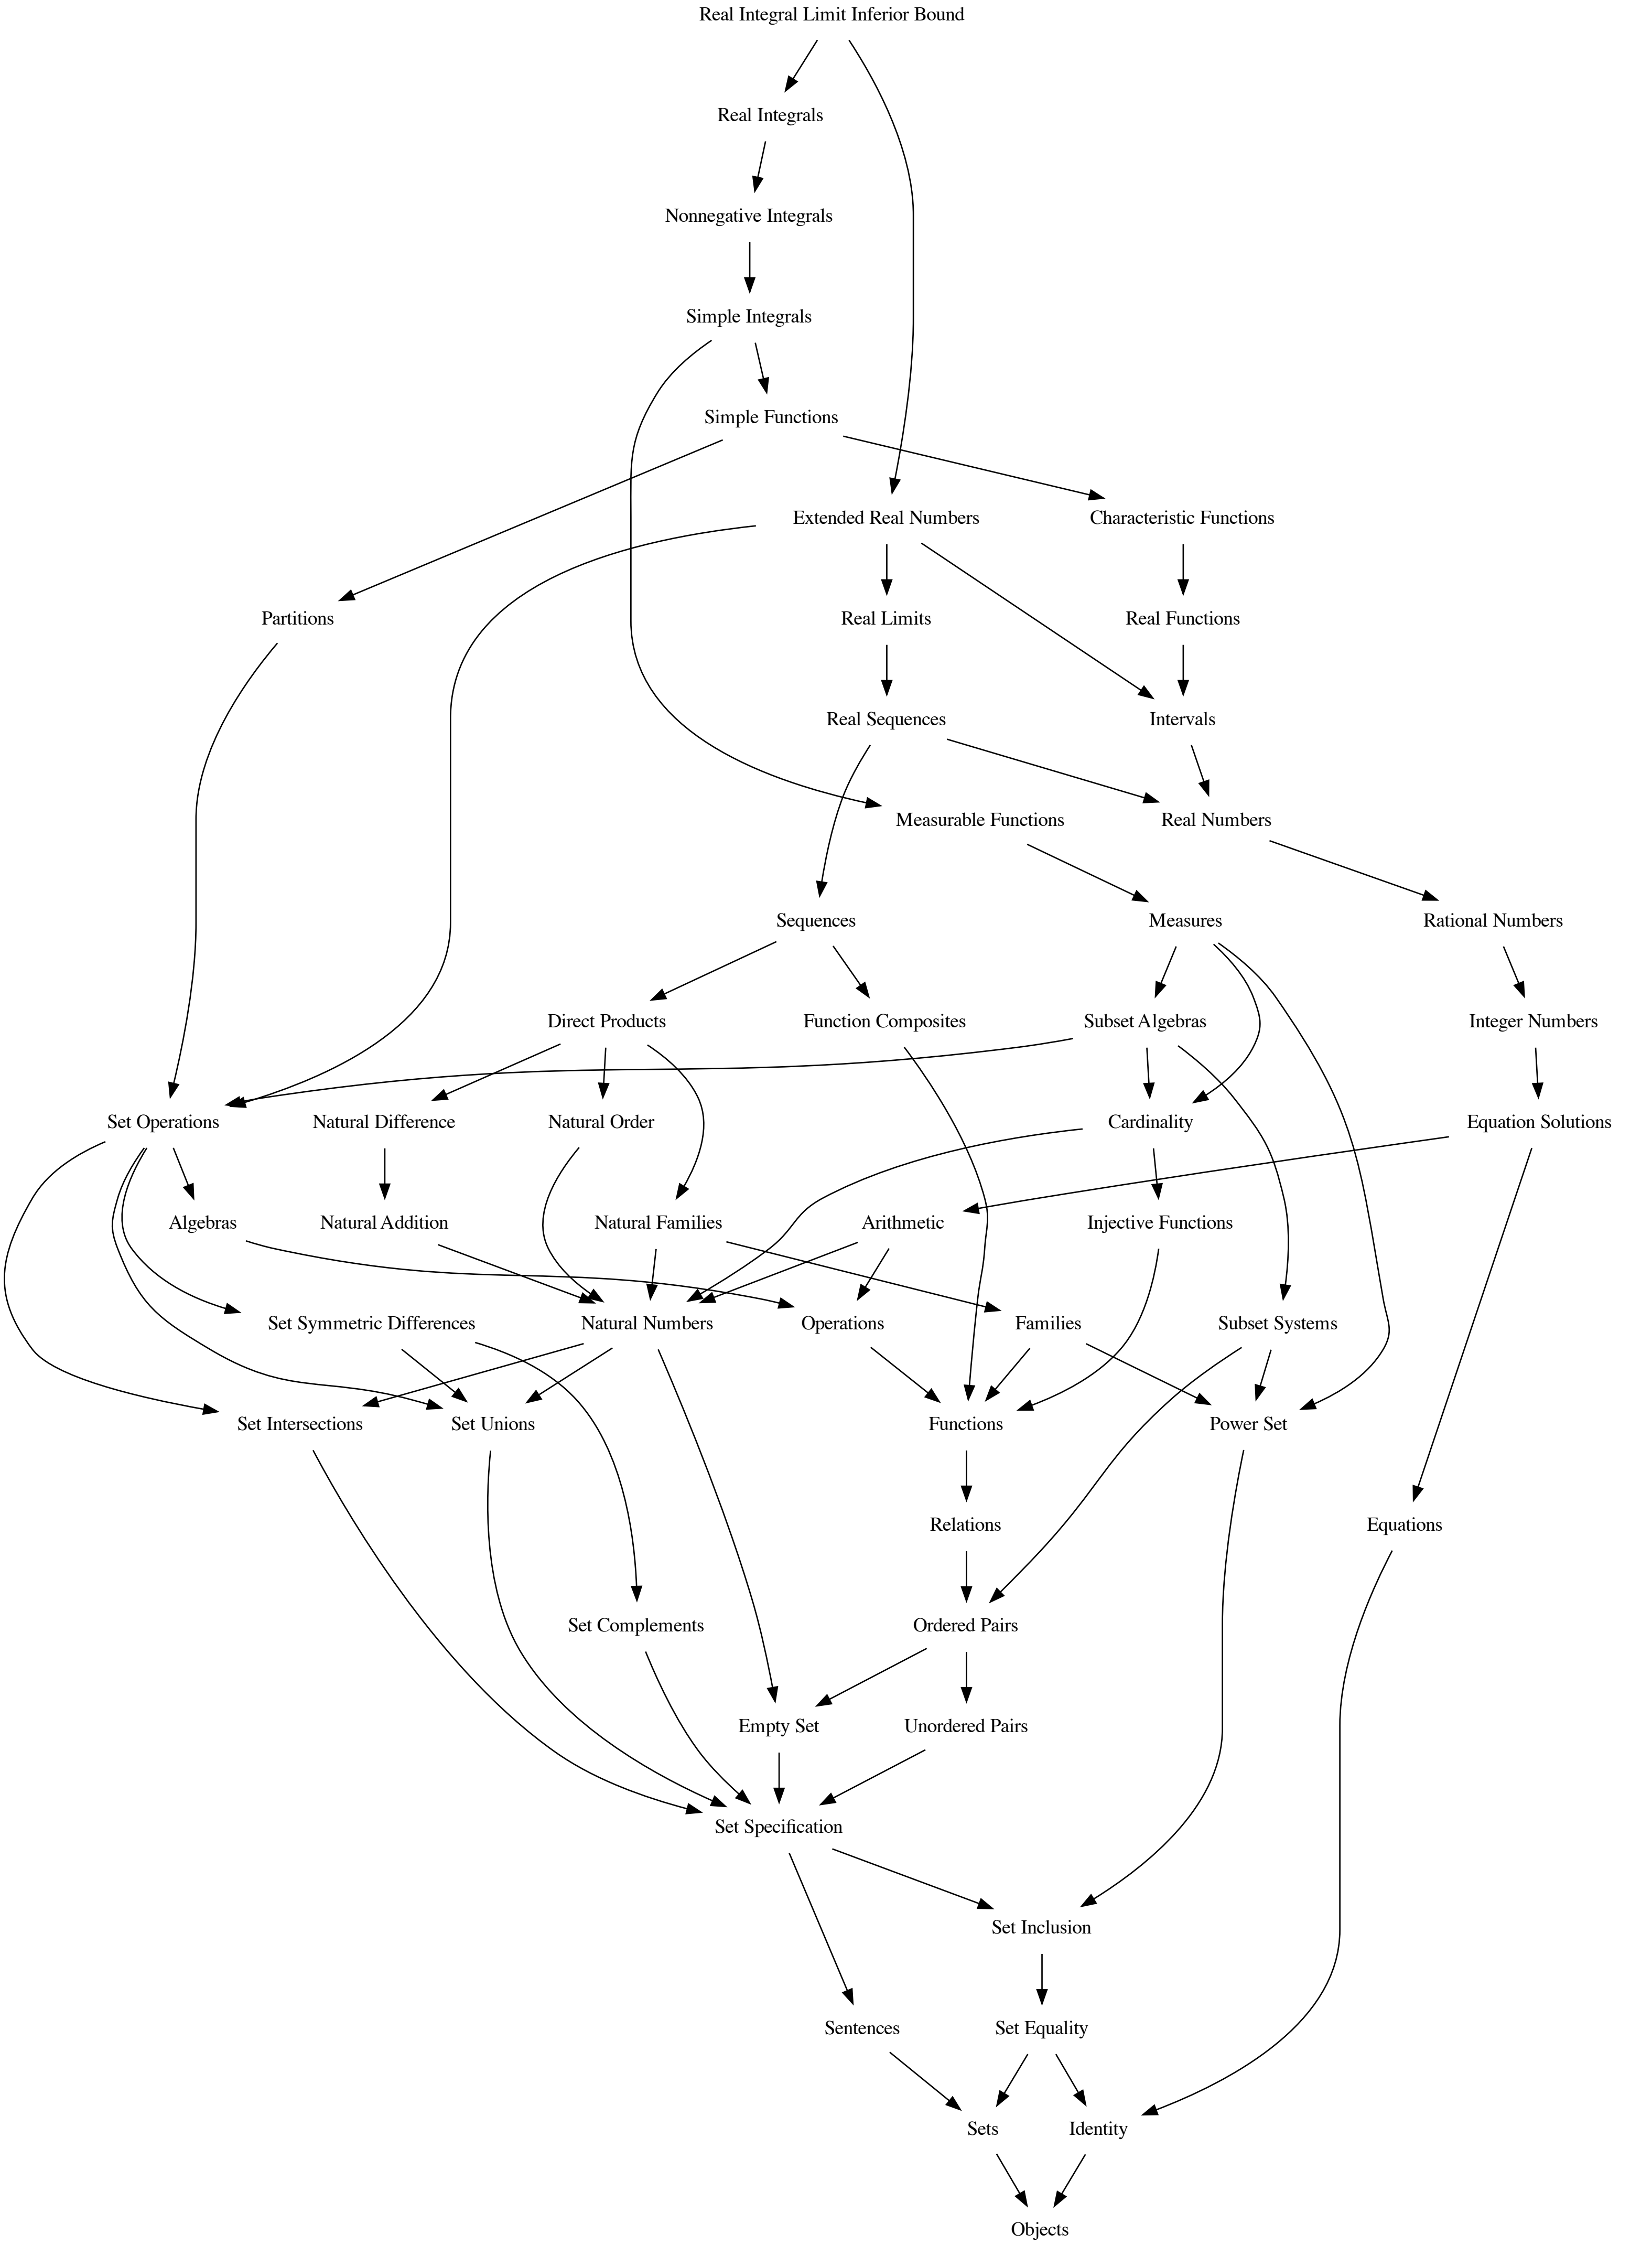 Real Integral Limit Inferior Bound
Real Integrals
Nonnegative Integrals
Simple Integrals
Simple Functions
Extended Real Numbers
Characteristic Functions
Partitions
Real Limits
Real Functions
Real Sequences
Intervals
Measurable Functions
Real Numbers
Sequences
Measures
Rational Numbers
Direct Products
Function Composites
Subset Algebras
Integer Numbers
Set Operations
Natural Difference
Natural Order
Cardinality
Equation Solutions
Algebras
Natural Addition
Natural Families
Arithmetic
Injective Functions
Set Symmetric Differences
Natural Numbers
Operations
Families
Subset Systems
Set Intersections
Set Unions
Functions
Power Set
Relations
Equations
Set Complements
Ordered Pairs
Empty Set
Unordered Pairs
Set Specification
Set Inclusion
Sentences
Set Equality
Sets
Identity
Objects